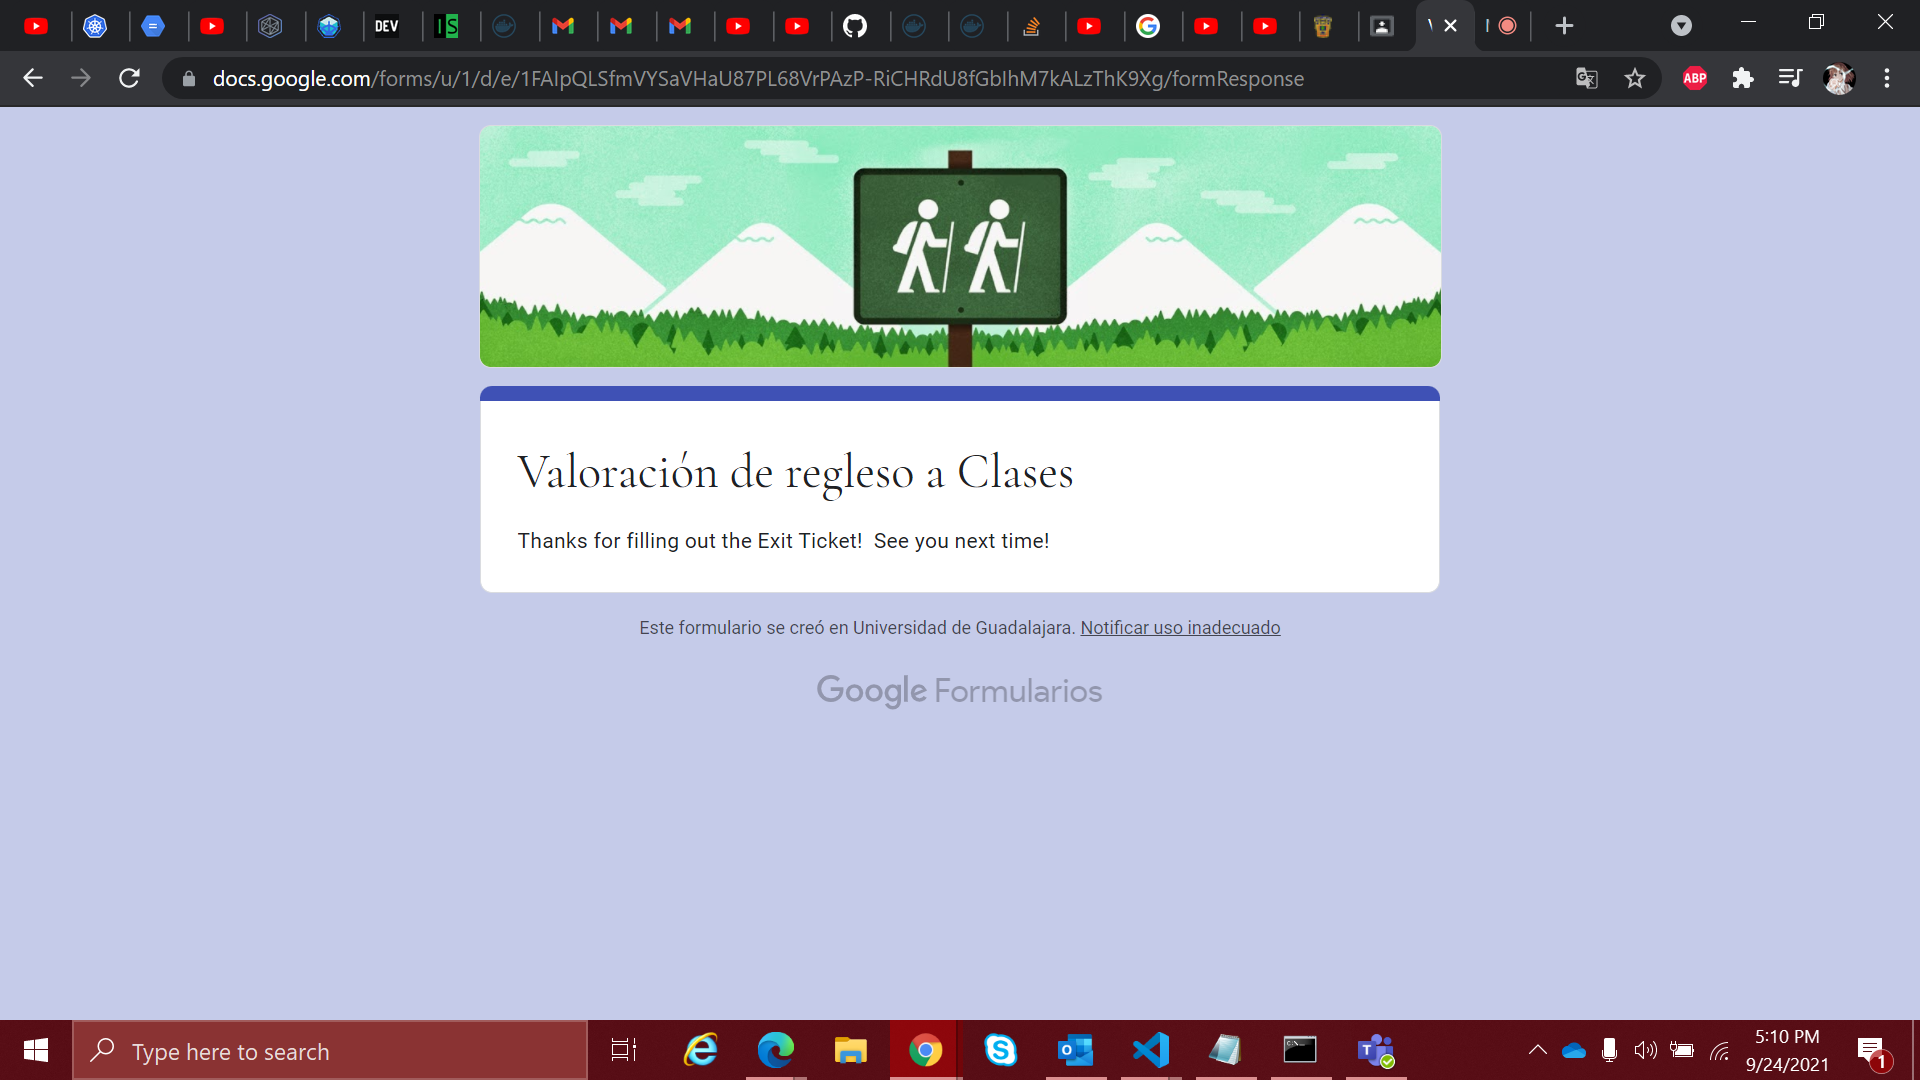 DEV
IS
docs.google.com/forms/u/1/d/e/1FAIpQLSfmVYSaVHaU87PL68VrPAzP-RiCHRdU8fGbIhM7kALzThK9Xg/formResponse
ABP
Valoración de regleso a Clases
Thanks for filling out the Exit Ticket!  See you next time!
Este formulario se creó en Universidad de Guadalajara. Notificar uso inadecuado
Google Formularios
Type here to search
5:10 PM
9/24/2021
1